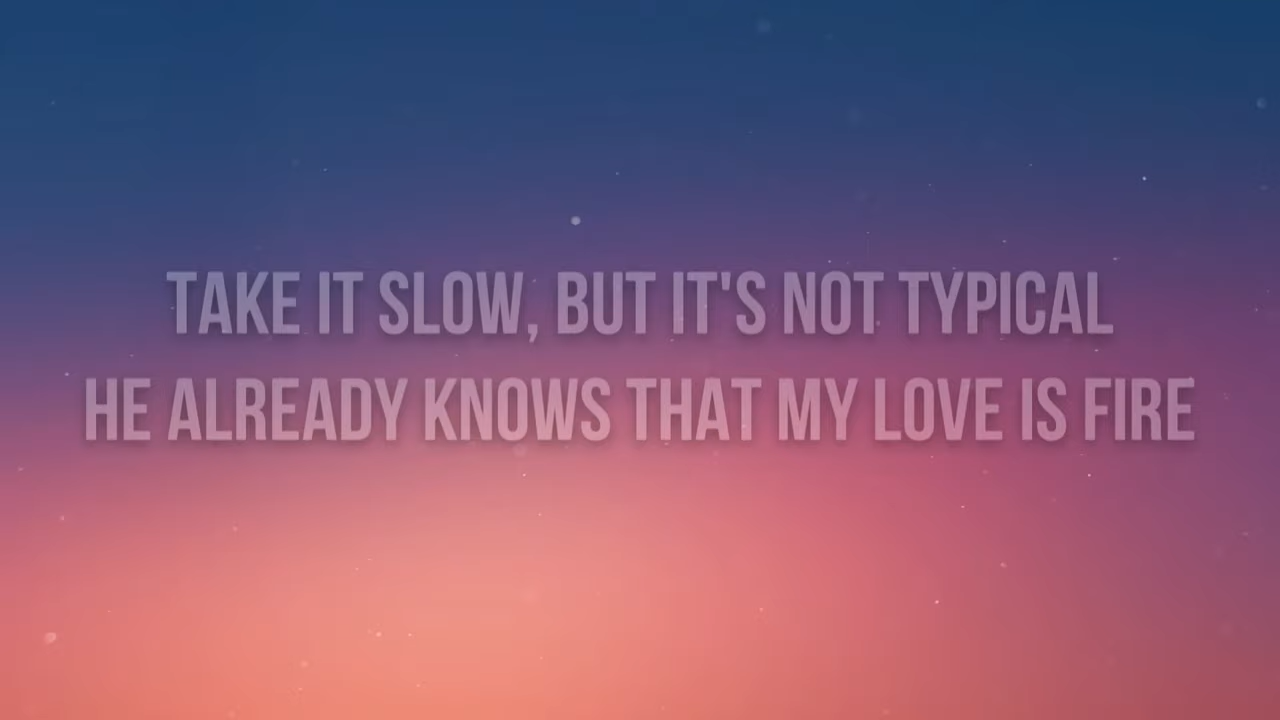 TAKE IT SLOW, BUT IT'S NOT TYPICAL
HE ALREADY KNOWS THAT MY LOVE IS FIRE